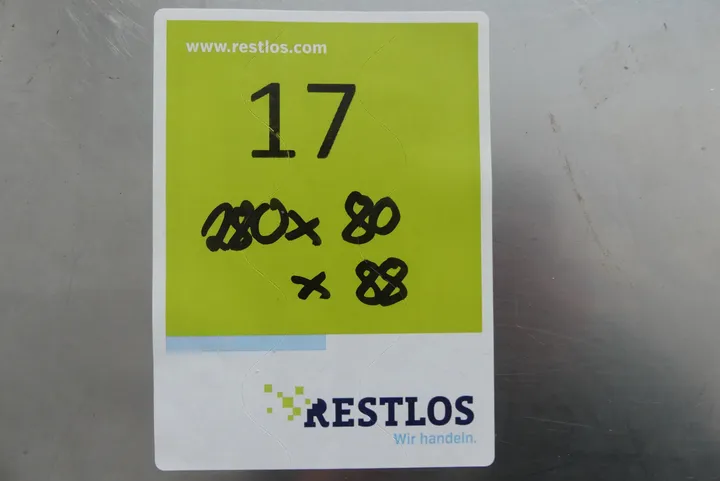 www.restlos.com
17
280x 80
x 88
RESTLOS
Wir handeln.